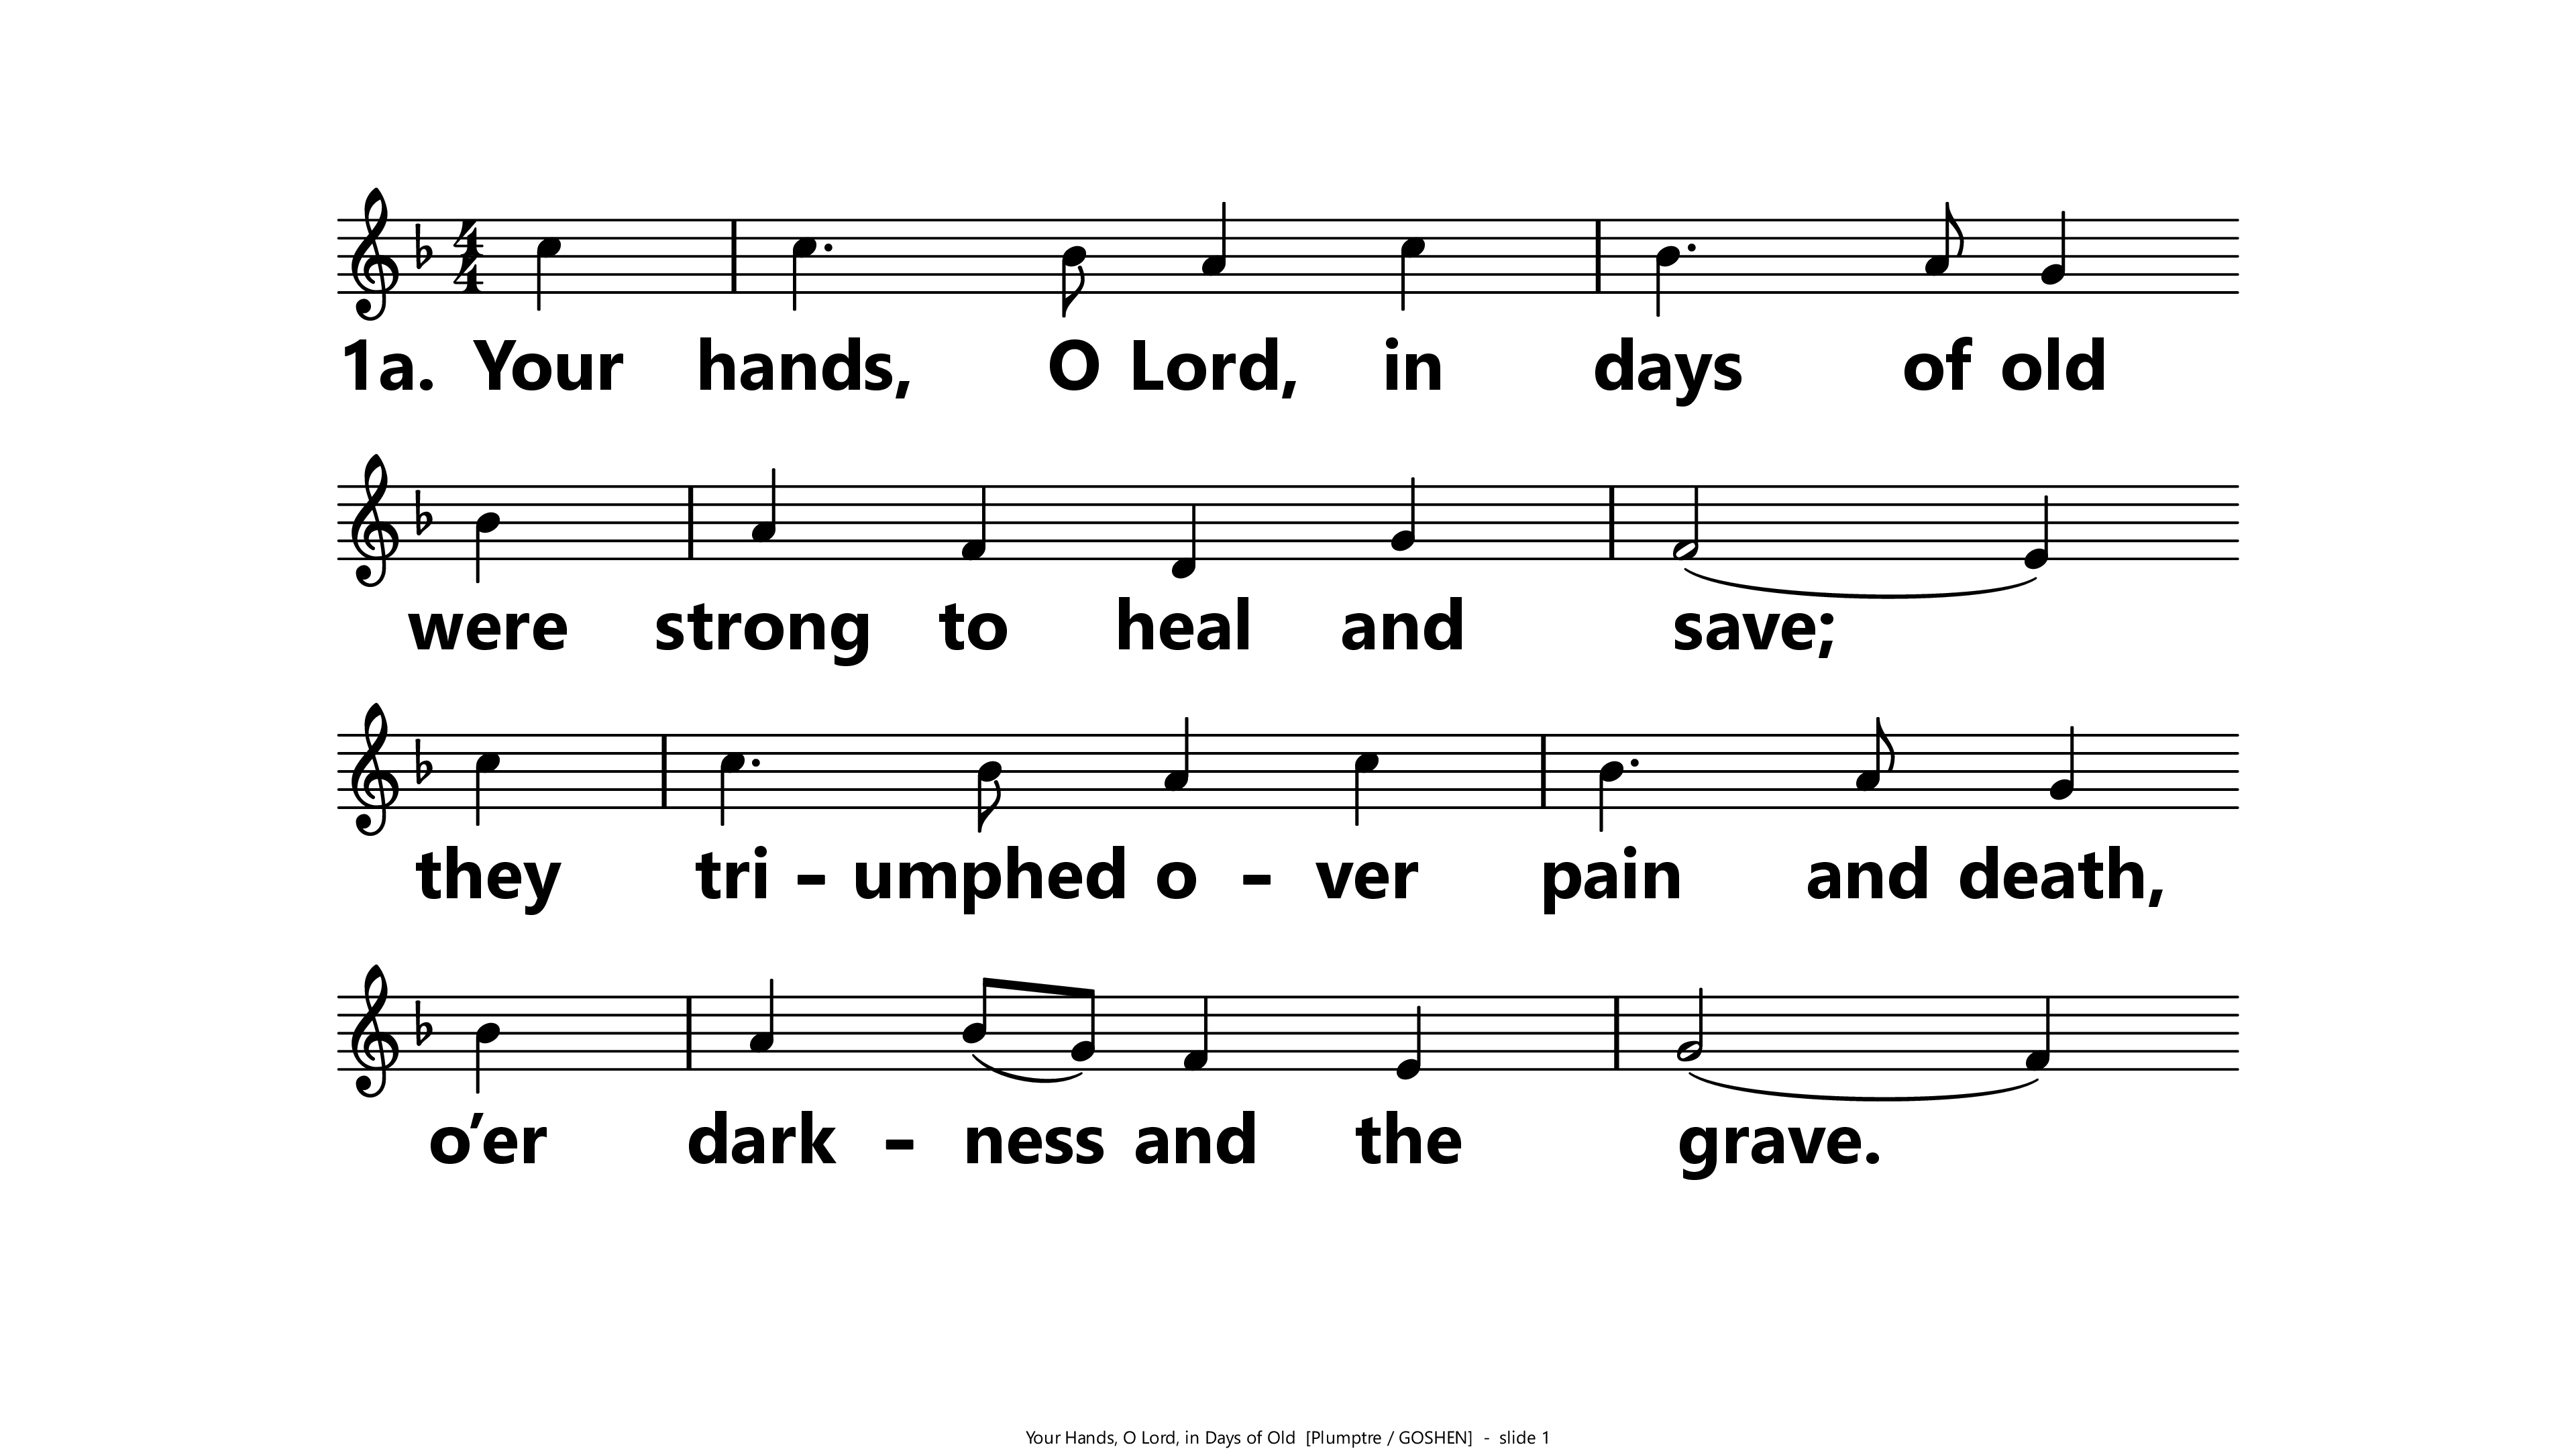 1a. Your hands, O Lord, in days of old
were strong to heal and save;
they tri - umphed o - ver pain and death,
o’er dark - ness and the grave.
Your Hands, O Lord, in Days of Old [Plumptre / GOSHEN] - slide 1